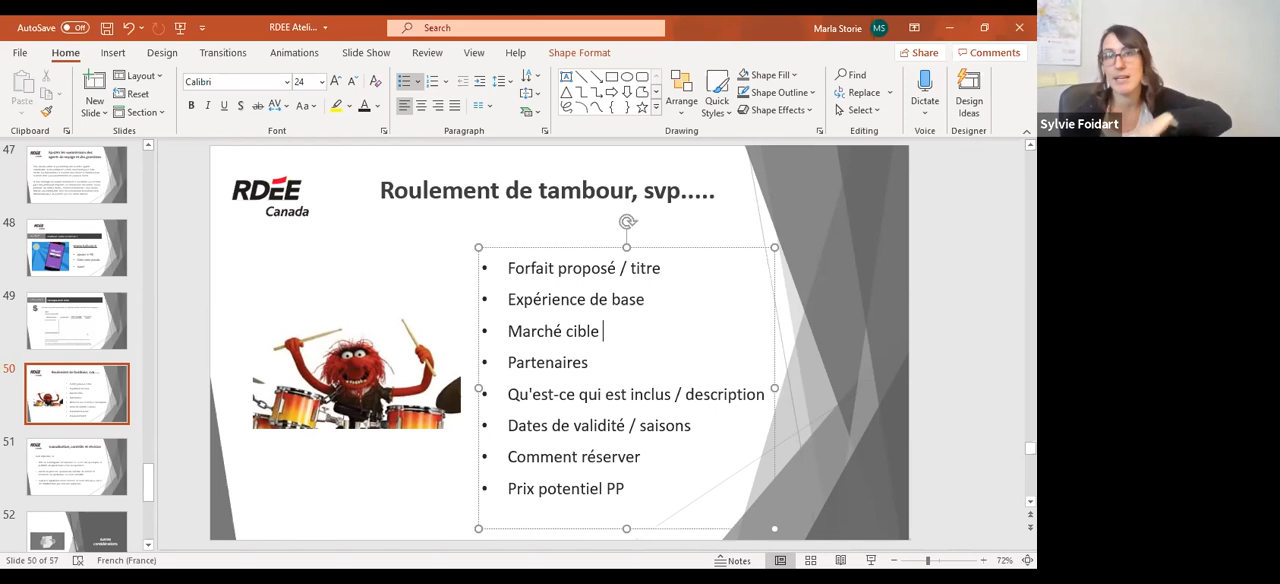 AutoSave Off RDEE Ateli... Search Marla Storie MS
File Home Insert Design Transitions Animations Slide Show Review View Help Shape Format Share Comments
Paste New Slide Layout Reset Section Calibri 24 Arrange Quick Styles Shape Fill Shape Outline Shape Effects Find Replace Select Dictate Design Ideas
Clipboard Slides Font Paragraph Drawing Editing Voice Designer
Sylvie Foidart
47
48
49
50
51
52
RDÉE
Canada
Roulement de tambour, svp.....
• Forfait proposé / titre
• Expérience de base
• Marché cible
• Partenaires
• Qu'est-ce qui est inclus / description
• Dates de validité / saisons
• Comment réserver
• Prix potentiel PP
Slide 50 of 57 French (France) Notes 72%